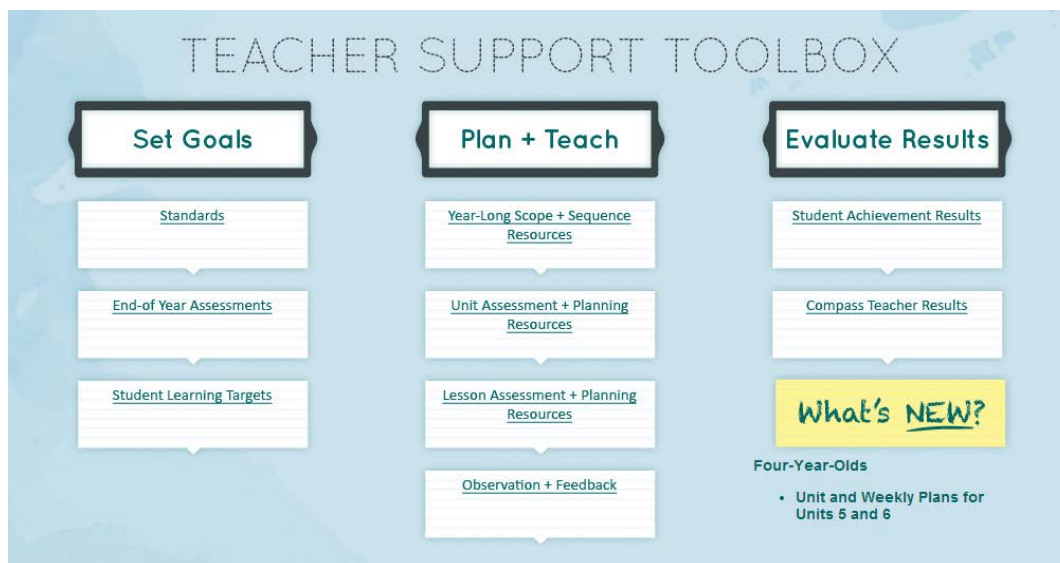 TEACHER SUPPORT TOOLBOX
Set Goals
Standards
End-of Year Assessments
Student Learning Targets
Plan + Teach
Year-Long Scope + Sequence
Resources
Unit Assessment + Planning
Resources
Lesson Assessment + Planning
Resources
Observation + Feedback
Evaluate Results
Student Achievement Results
Compass Teacher Results
What's NEW?
Four-Year-Olds
• Unit and Weekly Plans for
Units 5 and 6